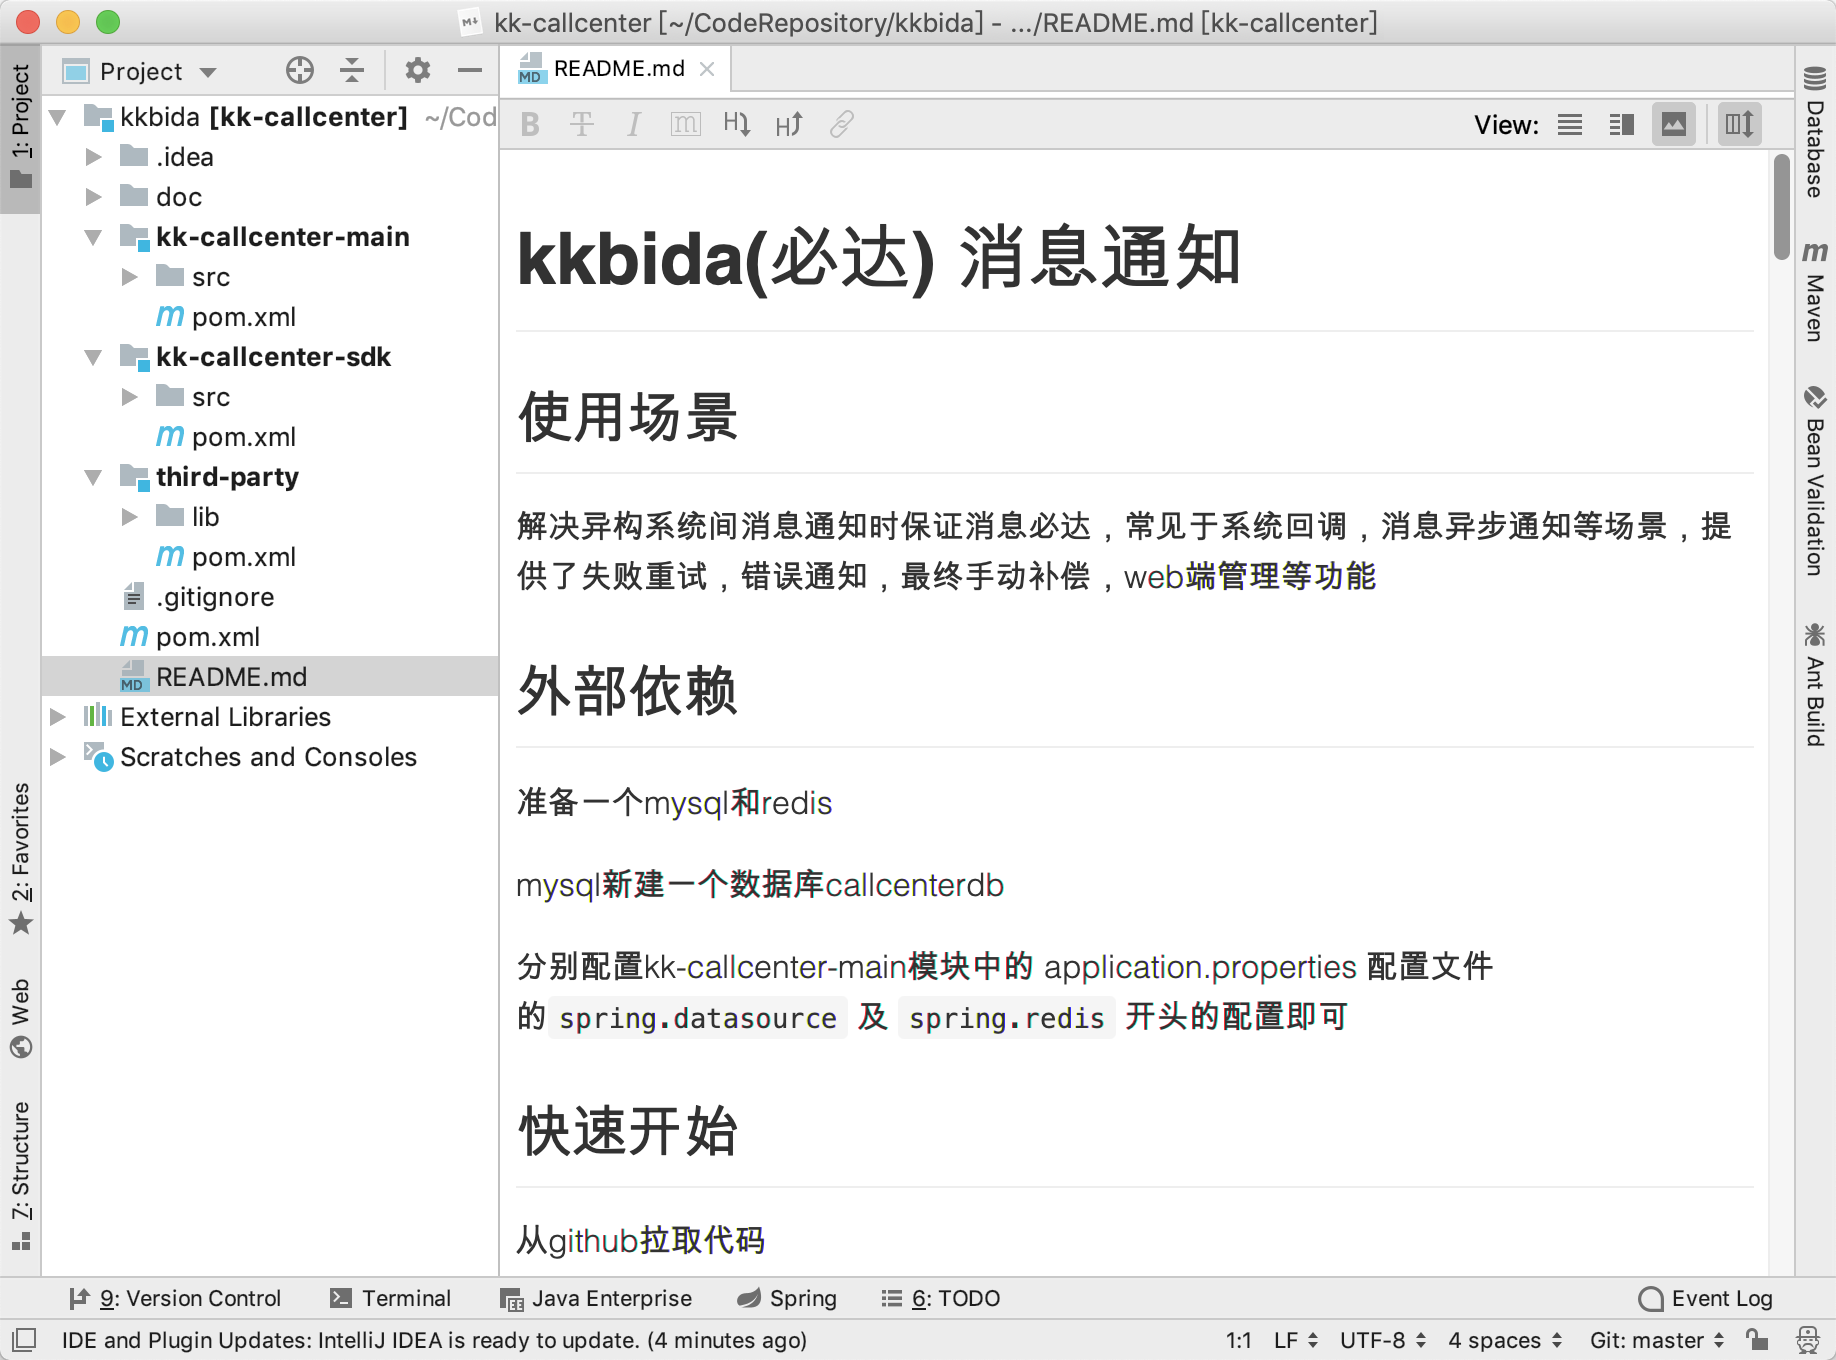 kk-callcenter [~/CodeRepository/kkbida] - .../README.md [kk-callcenter]
1: Project
2: Favorites
Web
7: Structure
Project
kkbida [kk-callcenter] ~/Cod
.idea
doc
kk-callcenter-main
src
pom.xml
kk-callcenter-sdk
src
pom.xml
third-party
lib
pom.xml
.gitignore
pom.xml
MD README.md
External Libraries
Scratches and Consoles
MD README.md
B T I m H H View:
kkbida(必达) 消息通知
使用场景
解决异构系统间消息通知时保证消息必达，常见于系统回调，消息异步通知等场景，提
供了失败重试，错误通知，最终手动补偿，web端管理等功能
外部依赖
准备一个mysql和redis
mysql新建一个数据库callcenterdb
分别配置kk-callcenter-main模块中的 application.properties 配置文件
的 spring.datasource 及 spring.redis 开头的配置即可
快速开始
从github拉取代码
Database
Maven
Bean Validation
Ant Build
9: Version Control Terminal Java Enterprise Spring 6: TODO Event Log
IDE and Plugin Updates: IntelliJ IDEA is ready to update. (4 minutes ago) 1:1 LF UTF-8 4 spaces Git: master